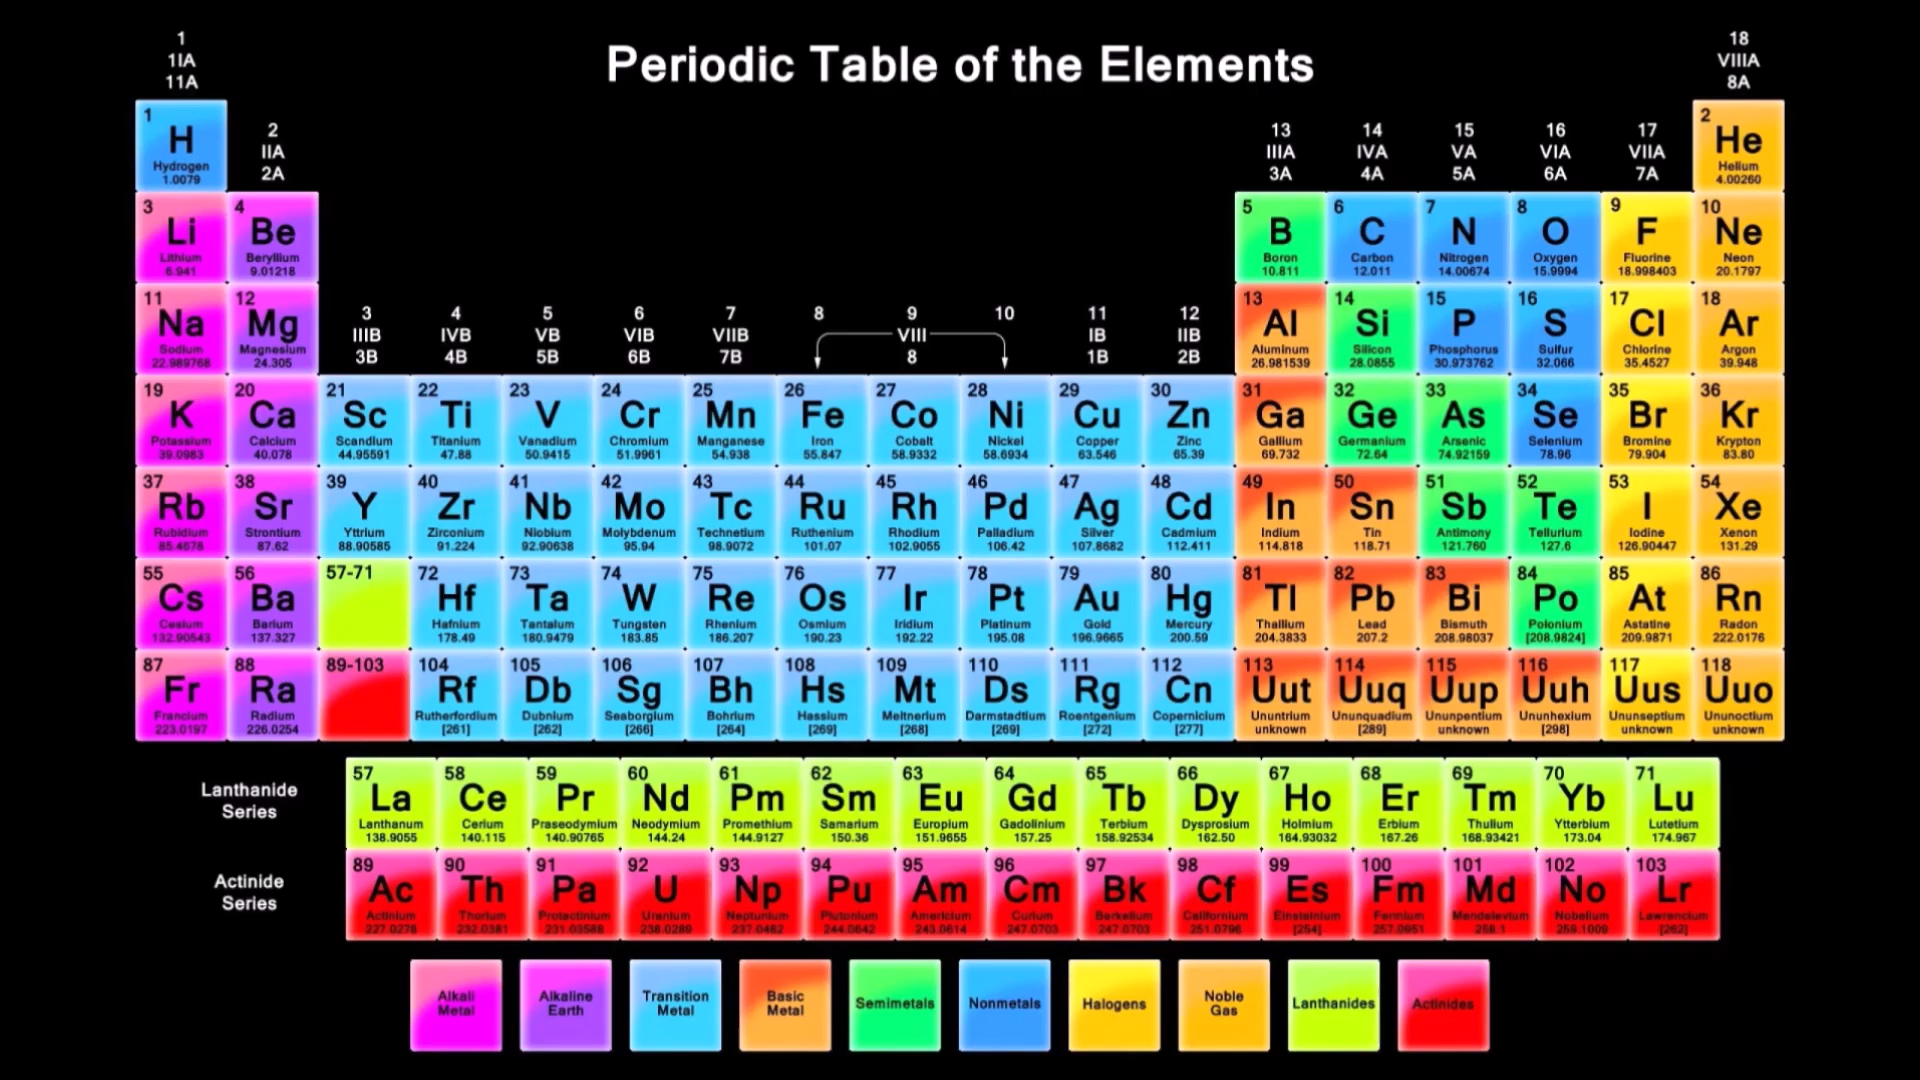 Periodic Table of the Elements
1
1IA
11A
2
IIA
2A
3
IIIB
3B
4
IVB
4B
5
VB
5B
6
VIB
6B
7
VIIB
7B
8
9
VIII
8
10
11
IB
1B
12
IIB
2B
13
IIIA
3A
14
IVA
4A
15
VA
5A
16
VIA
6A
17
VIIA
7A
18
VIIIA
8A
1
H
Hydrogen
1.0079
2
He
Helium
4.00260
3
Li
Lithium
6.941
4
Be
Beryllium
9.01218
5
B
Boron
10.811
6
C
Carbon
12.011
7
N
Nitrogen
14.00674
8
O
Oxygen
15.9994
9
F
Fluorine
18.998403
10
Ne
Neon
20.1797
11
Na
Sodium
22.989768
12
Mg
Magnesium
24.305
13
Al
Aluminum
26.981539
14
Si
Silicon
28.0855
15
P
Phosphorus
30.973762
16
S
Sulfur
32.066
17
Cl
Chlorine
35.4527
18
Ar
Argon
39.948
19
K
Potassium
39.0983
20
Ca
Calcium
40.078
21
Sc
Scandium
44.95591
22
Ti
Titanium
47.88
23
V
Vanadium
50.9415
24
Cr
Chromium
51.9961
25
Mn
Manganese
54.938
26
Fe
Iron
55.847
27
Co
Cobalt
58.9332
28
Ni
Nickel
58.6934
29
Cu
Copper
63.546
30
Zn
Zinc
65.39
31
Ga
Gallium
69.732
32
Ge
Germanium
72.64
33
As
Arsenic
74.92159
34
Se
Selenium
78.96
35
Br
Bromine
79.904
36
Kr
Krypton
83.80
37
Rb
Rubidium
85.4678
38
Sr
Strontium
87.62
39
Y
Yttrium
88.90585
40
Zr
Zirconium
91.224
41
Nb
Niobium
92.90638
42
Mo
Molybdenum
95.94
43
Tc
Technetium
98.9072
44
Ru
Ruthenium
101.07
45
Rh
Rhodium
102.9055
46
Pd
Palladium
106.42
47
Ag
Silver
107.8682
48
Cd
Cadmium
112.411
49
In
Indium
114.818
50
Sn
Tin
118.71
51
Sb
Antimony
121.760
52
Te
Tellurium
127.6
53
I
Iodine
126.90447
54
Xe
Xenon
131.29
55
Cs
Cesium
132.90543
56
Ba
Barium
137.327
57-71
72
Hf
Hafnium
178.49
73
Ta
Tantalum
180.9479
74
W
Tungsten
183.85
75
Re
Rhenium
186.207
76
Os
Osmium
190.23
77
Ir
Iridium
192.22
78
Pt
Platinum
195.08
79
Au
Gold
196.9665
80
Hg
Mercury
200.59
81
Tl
Thallium
204.3833
82
Pb
Lead
207.2
83
Bi
Bismuth
208.98037
84
Po
Polonium
[208.9824]
85
At
Astatine
209.9871
86
Rn
Radon
222.0176
87
Fr
Francium
223.0197
88
Ra
Radium
226.0254
89-103
104
Rf
Rutherfordium
[261]
105
Db
Dubnium
[262]
106
Sg
Seaborgium
[266]
107
Bh
Bohrium
[264]
108
Hs
Hassium
[269]
109
Mt
Meitnerium
[268]
110
Ds
Darmstadtium
[269]
111
Rg
Roentgenium
[272]
112
Cn
Copernicium
[277]
113
Uut
Ununtrium
unknown
114
Uuq
Ununquadium
[289]
115
Uup
Ununpentium
unknown
116
Uuh
Ununhexium
[298]
117
Uus
Ununseptium
unknown
118
Uuo
Ununoctium
unknown
Lanthanide
Series
57
La
Lanthanum
138.9055
58
Ce
Cerium
140.115
59
Pr
Praseodymium
140.90765
60
Nd
Neodymium
144.24
61
Pm
Promethium
144.9127
62
Sm
Samarium
150.36
63
Eu
Europium
151.9655
64
Gd
Gadolinium
157.25
65
Tb
Terbium
158.92534
66
Dy
Dysprosium
162.50
67
Ho
Holmium
164.93032
68
Er
Erbium
167.26
69
Tm
Thulium
168.93421
70
Yb
Ytterbium
173.04
71
Lu
Lutetium
174.967
Actinide
Series
89
Ac
Actinium
227.0278
90
Th
Thorium
232.0381
91
Pa
Protactinium
231.03588
92
U
Uranium
238.0289
93
Np
Neptunium
237.0482
94
Pu
Plutonium
244.0642
95
Am
Americium
243.0614
96
Cm
Curium
247.0703
97
Bk
Berkelium
247.0703
98
Cf
Californium
251.0796
99
Es
Einsteinium
[254]
100
Fm
Fermium
257.0951
101
Md
Mendelevium
258.1
102
No
Nobelium
259.1009
103
Lr
Lawrencium
[262]
Alkali
Metal
Alkaline
Earth
Transition
Metal
Basic
Metal
Semimetals
Nonmetals
Halogens
Noble
Gas
Lanthanides
Actinides